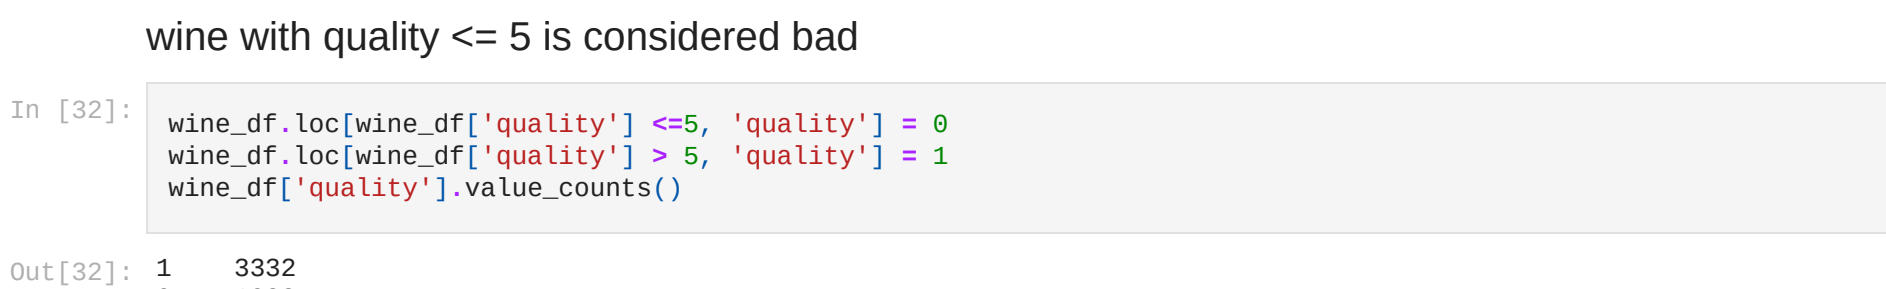 wine with quality <= 5 is considered bad
In [32]:
wine_df.loc[wine_df['quality'] <=5, 'quality'] = 0
wine_df.loc[wine_df['quality'] > 5, 'quality'] = 1
wine_df['quality'].value_counts()
Out[32]: 1    3332